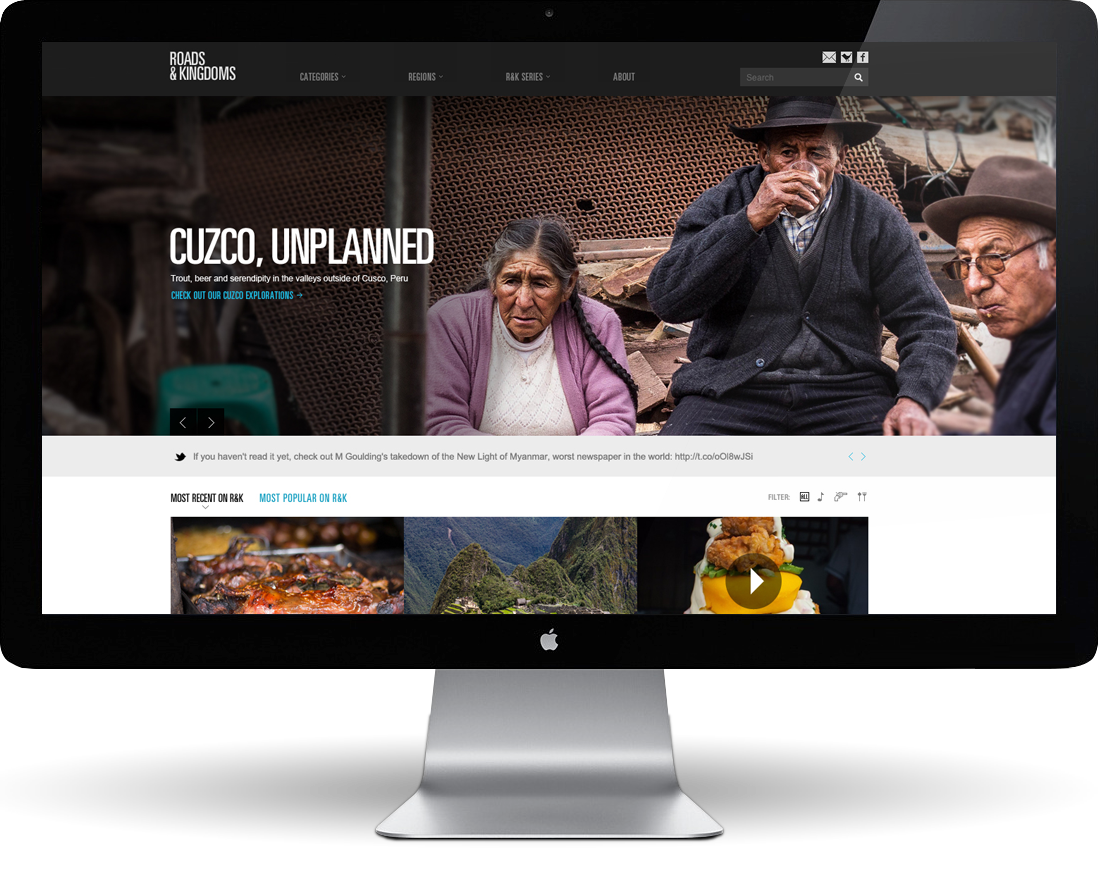 ROADS
& KINGDOMS
CATEGORIES
REGIONS
R&K SERIES
ABOUT
Search
CUZCO, UNPLANNED
Trout, beer and serendipity in the valleys outside of Cusco, Peru
CHECK OUT OUR CUZCO EXPLORATIONS →
If you haven't read it yet, check out M Goulding's takedown of the New Light of Myanmar, worst newspaper in the world: http://t.co/oOl8wJSi
MOST RECENT ON R&K
MOST POPULAR ON R&K
FILTER:
ALL